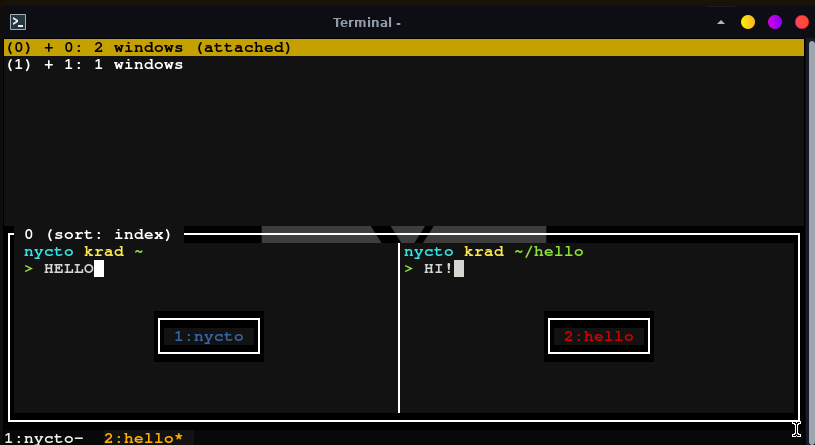 Terminal -
(0) + 0: 2 windows (attached)
(1) + 1: 1 windows
0 (sort: index)
nycto krad ~
> HELLO
1:nycto
nycto krad ~/hello
> HI!
2:hello
1:nycto- 2:hello*